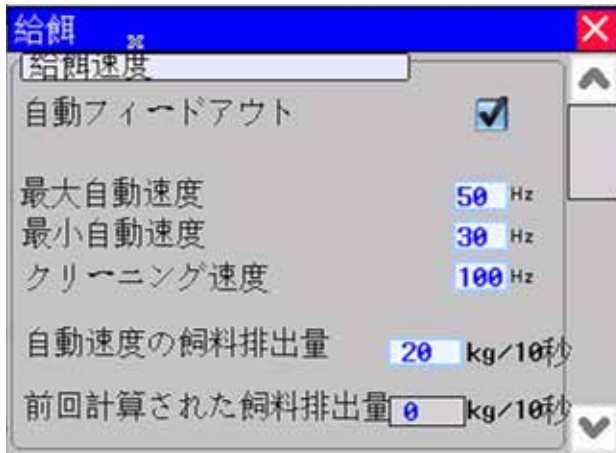 給餌
給餌速度
自動フィードアウト
最大自動速度 50 Hz
最小自動速度 30 Hz
クリーニング速度 100 Hz
自動速度の飼料排出量 20 kg/10秒
前回計算された飼料排出量 0 kg/10秒